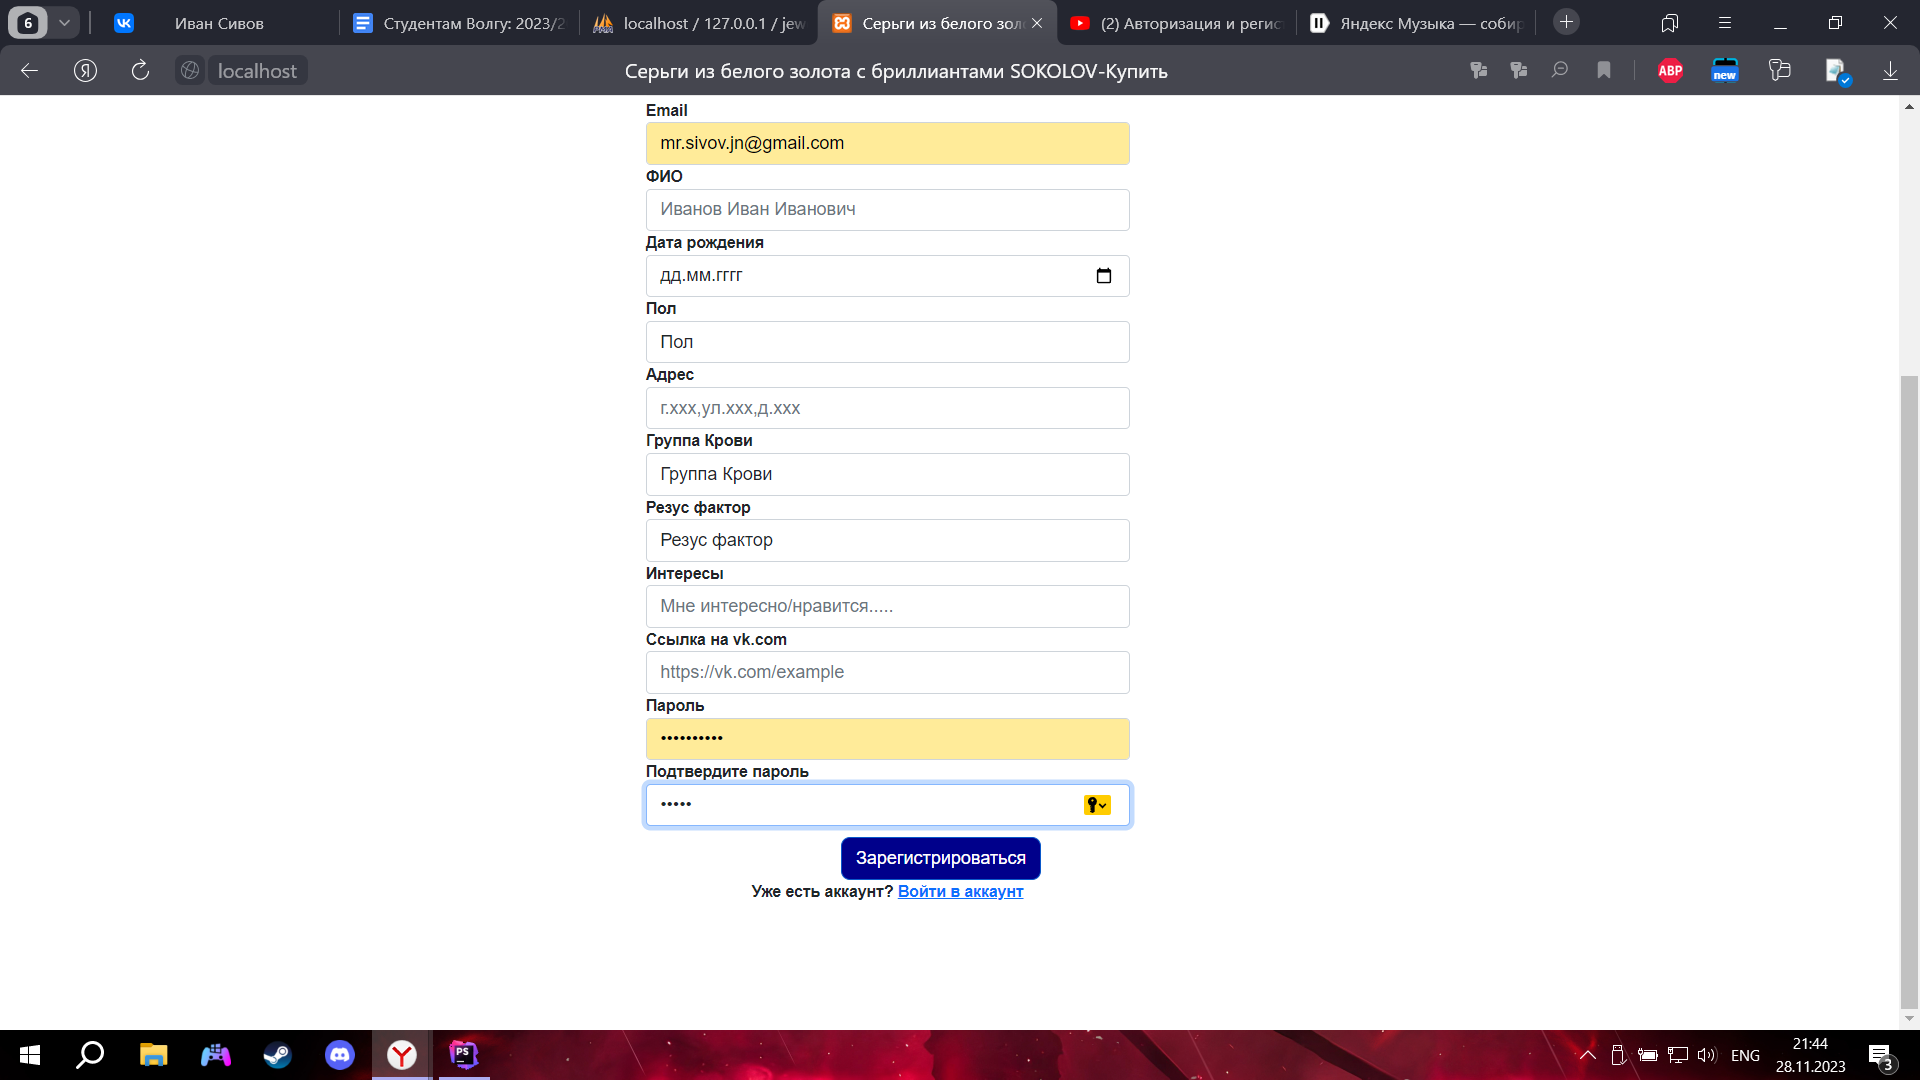 6
Иван Сивов
Студентам Волгу: 2023/2
localhost / 127.0.0.1 / jew
Серьги из белого золо
(2) Авторизация и регис
Яндекс Музыка — собир
Я
localhost
Серьги из белого золота с бриллиантами SOKOLOV-Купить
ABP
new
Email
mr.sivov.jn@gmail.com
ФИО
Иванов Иван Иванович
Дата рождения
дд.мм.гггг
Пол
Пол
Адрес
г.xxx,ул.xxx,д.xxx
Группа Крови
Группа Крови
Резус фактор
Резус фактор
Интересы
Мне интересно/нравится.....
Ссылка на vk.com
https://vk.com/example
Пароль
••••••••••
Подтвердите пароль
•••••
Зарегистрироваться
Уже есть аккаунт? Войти в аккаунт
PS
ENG
21:44
28.11.2023
3